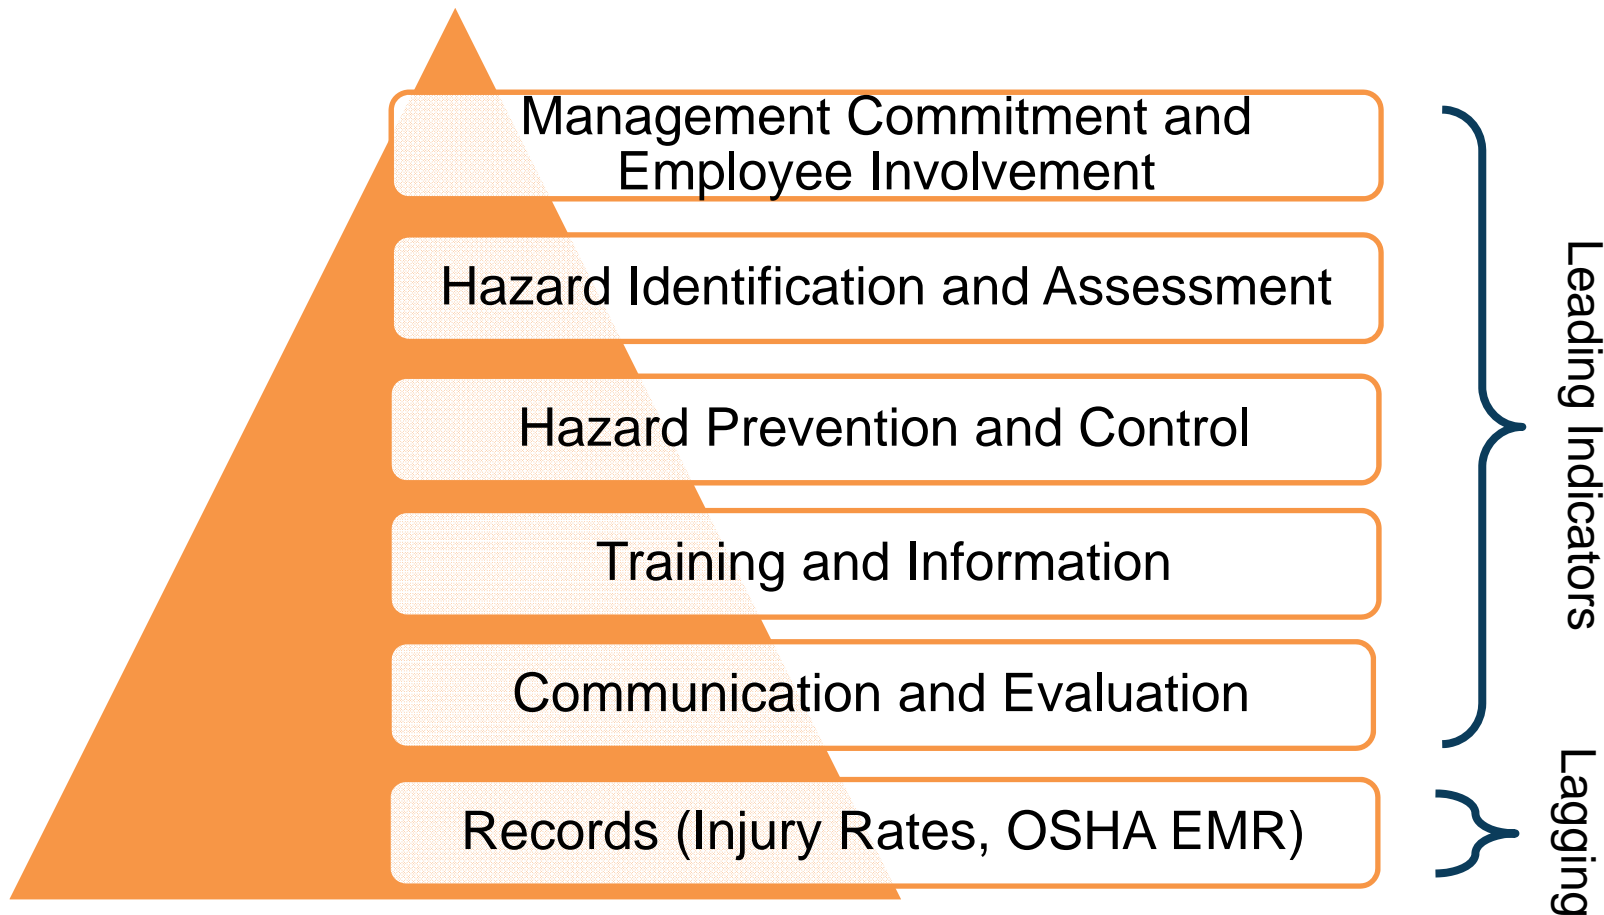 Management Commitment and
Employee Involvement
Hazard Identification and Assessment
Hazard Prevention and Control
Training and Information
Communication and Evaluation
Records (Injury Rates, OSHA EMR)
Leading Indicators
Lagging